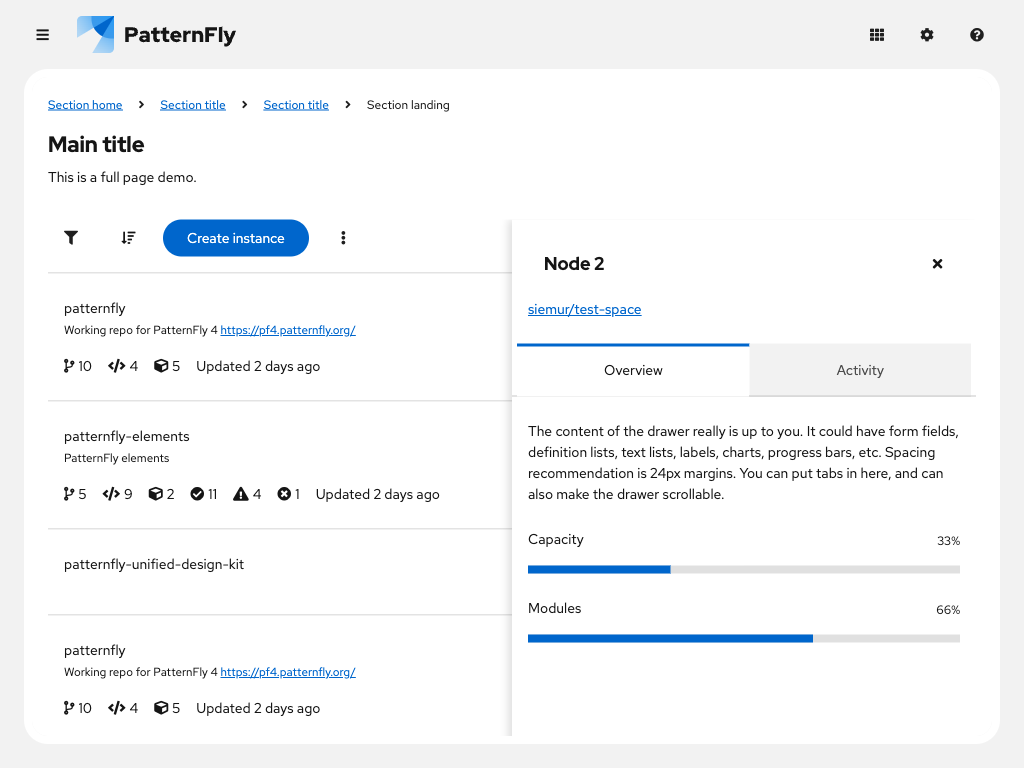 PatternFly
Section home Section title Section title Section landing
Main title
This is a full page demo.
Create instance
patternfly
Working repo for PatternFly 4 https://pf4.patternfly.org/
10 4 5 Updated 2 days ago
patternfly-elements
PatternFly elements
5 9 2 11 4 1 Updated 2 days ago
patternfly-unified-design-kit
patternfly
Working repo for PatternFly 4 https://pf4.patternfly.org/
10 4 5 Updated 2 days ago
Node 2
siemur/test-space
Overview Activity
The content of the drawer really is up to you. It could have form fields,
definition lists, text lists, labels, charts, progress bars, etc. Spacing
recommendation is 24px margins. You can put tabs in here, and can
also make the drawer scrollable.
Capacity 33%
Modules 66%